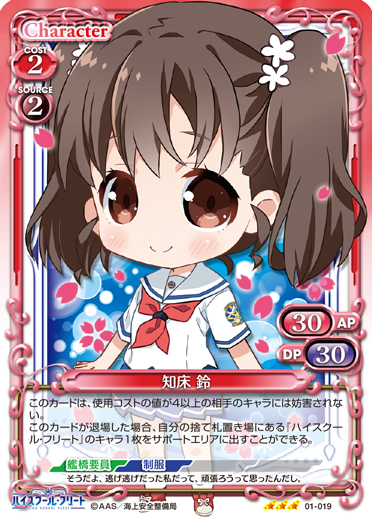 Character
COST
2
SOURCE
2
30 AP
DP 30
知床 鈴
このカードは、使用コストの値が4以上の相手のキャラには妨害されな
い。
このカードが退場した場合、自分の捨て札置き場にある『ハイスクー
ル・フリート』のキャラ1枚をサポートエリアに出すことができる。
艦橋要員 制服
そうだよ、逃げ逃げだった私だって、頑張ろうって思ったんだし。
ハイスクール・フリート
HIGH SCHOOL FLEET
©AAS/海上安全整備局
01-019